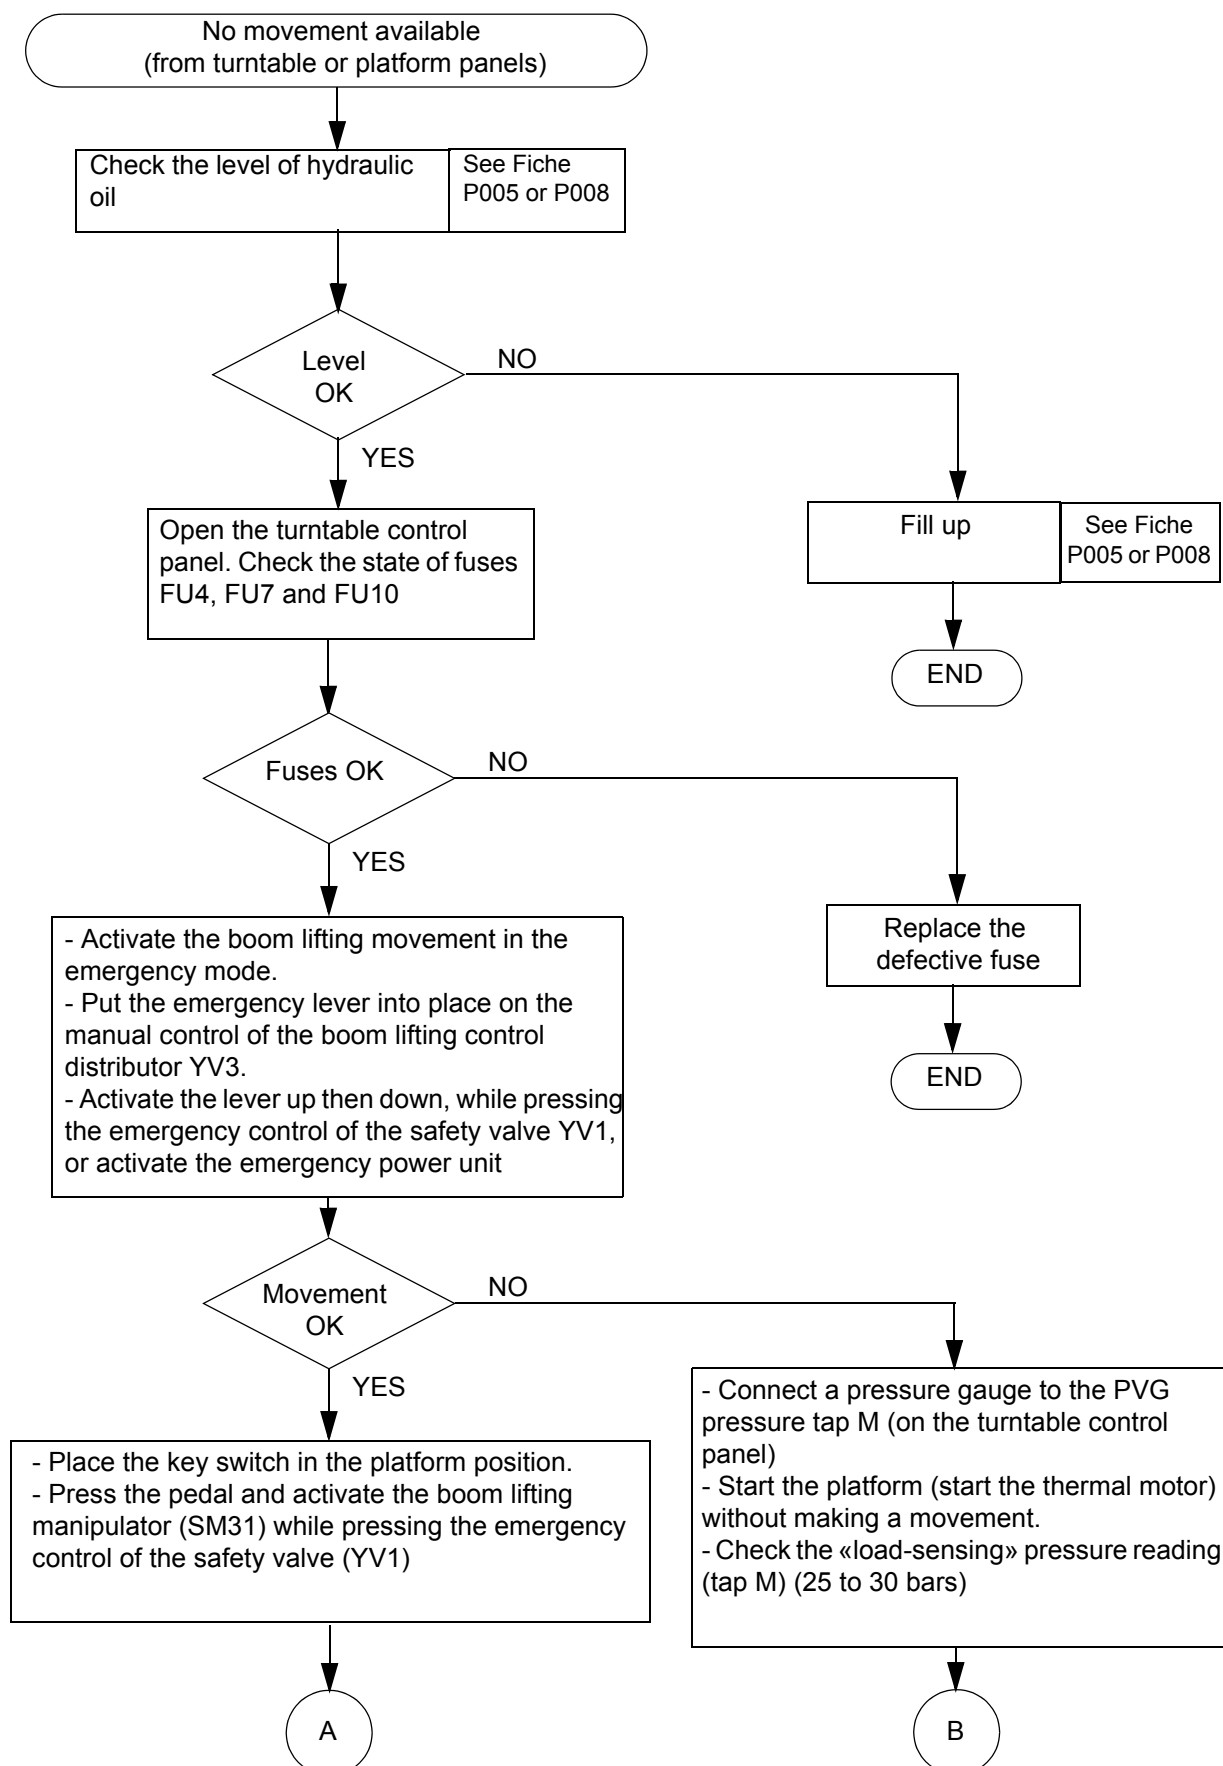 No movement available
(from turntable or platform panels)
Check the level of hydraulic
oil
See Fiche
P005 or P008
Level
OK
NO
YES
Open the turntable control
panel. Check the state of fuses
FU4, FU7 and FU10
Fill up
See Fiche
P005 or P008
END
Fuses OK
NO
YES
- Activate the boom lifting movement in the
emergency mode.
- Put the emergency lever into place on the
manual control of the boom lifting control
distributor YV3.
- Activate the lever up then down, while pressing
the emergency control of the safety valve YV1,
or activate the emergency power unit
Replace the
defective fuse
END
Movement
OK
NO
YES
- Place the key switch in the platform position.
- Press the pedal and activate the boom lifting
manipulator (SM31) while pressing the emergency
control of the safety valve (YV1)
- Connect a pressure gauge to the PVG
pressure tap M (on the turntable control
panel)
- Start the platform (start the thermal motor)
without making a movement.
- Check the «load-sensing» pressure reading
(tap M) (25 to 30 bars)
A
B